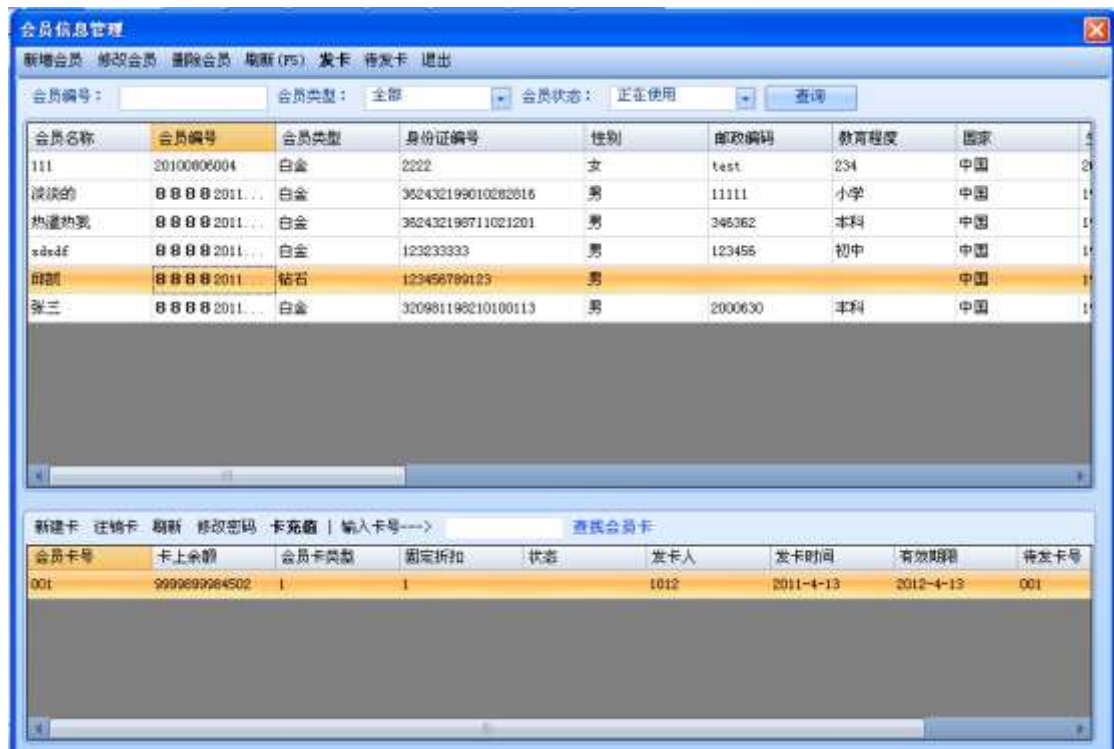 会员信息管理
新增会员 修改会员 删除会员 刷新(F5) 发卡 待发卡 退出
会员编号： 会员类型： 全部 会员状态： 正在使用 查询
会员名称 会员编号 会员类型 身份证编号 性别 邮政编码 教育程度 国家
111 20100806004 白金 2222 女 test 234 中国
淡淡的 88882011... 白金 362432199010282816 男 11111 小学 中国
88882011... 白金 362432198711021201 男 346362 本科 中国
sdsdf 88882011... 白金 123233333 男 123456 初中 中国
88882011... 钻石 123456789123 男 中国
张三 88882011... 白金 320981198210100113 男 2000630 本科 中国
新建卡 注销卡 刷新 修改密码 卡充值 | 输入卡号---> 查找会员卡
会员卡号 卡上余额 会员卡类型 固定折扣 状态 发卡人 发卡时间 有效期限 待发卡号
001 9999899984502 1 1 1012 2011-4-13 2012-4-13 001